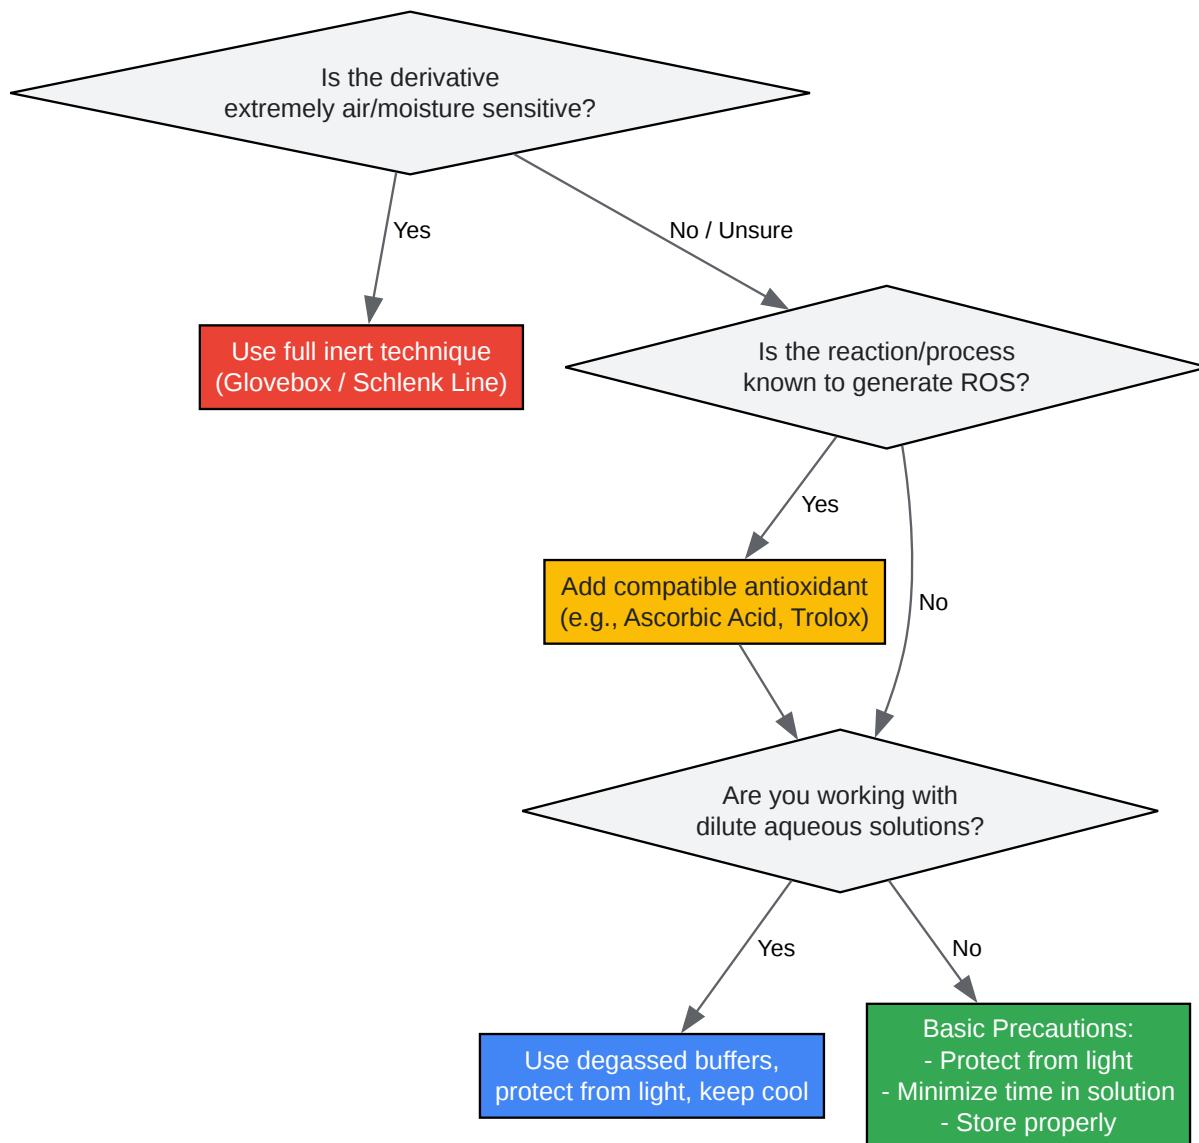 Is the derivative
extremely air/moisture sensitive?
Yes
No / Unsure
Use full inert technique
(Glovebox / Schlenk Line)
Is the reaction/process
known to generate ROS?
Yes
Add compatible antioxidant
(e.g., Ascorbic Acid, Trolox)
No
Are you working with
dilute aqueous solutions?
Yes
No
Use degassed buffers,
protect from light, keep cool
Basic Precautions:
- Protect from light
- Minimize time in solution
- Store properly